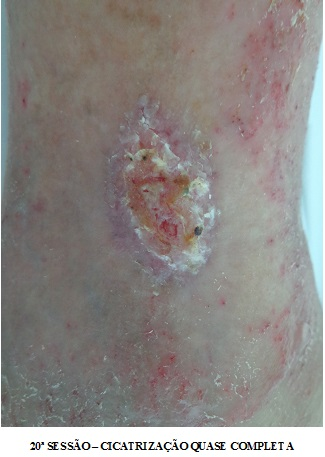 20ª SESSÃO – CICATRIZAÇÃO QUASE COMPLETA